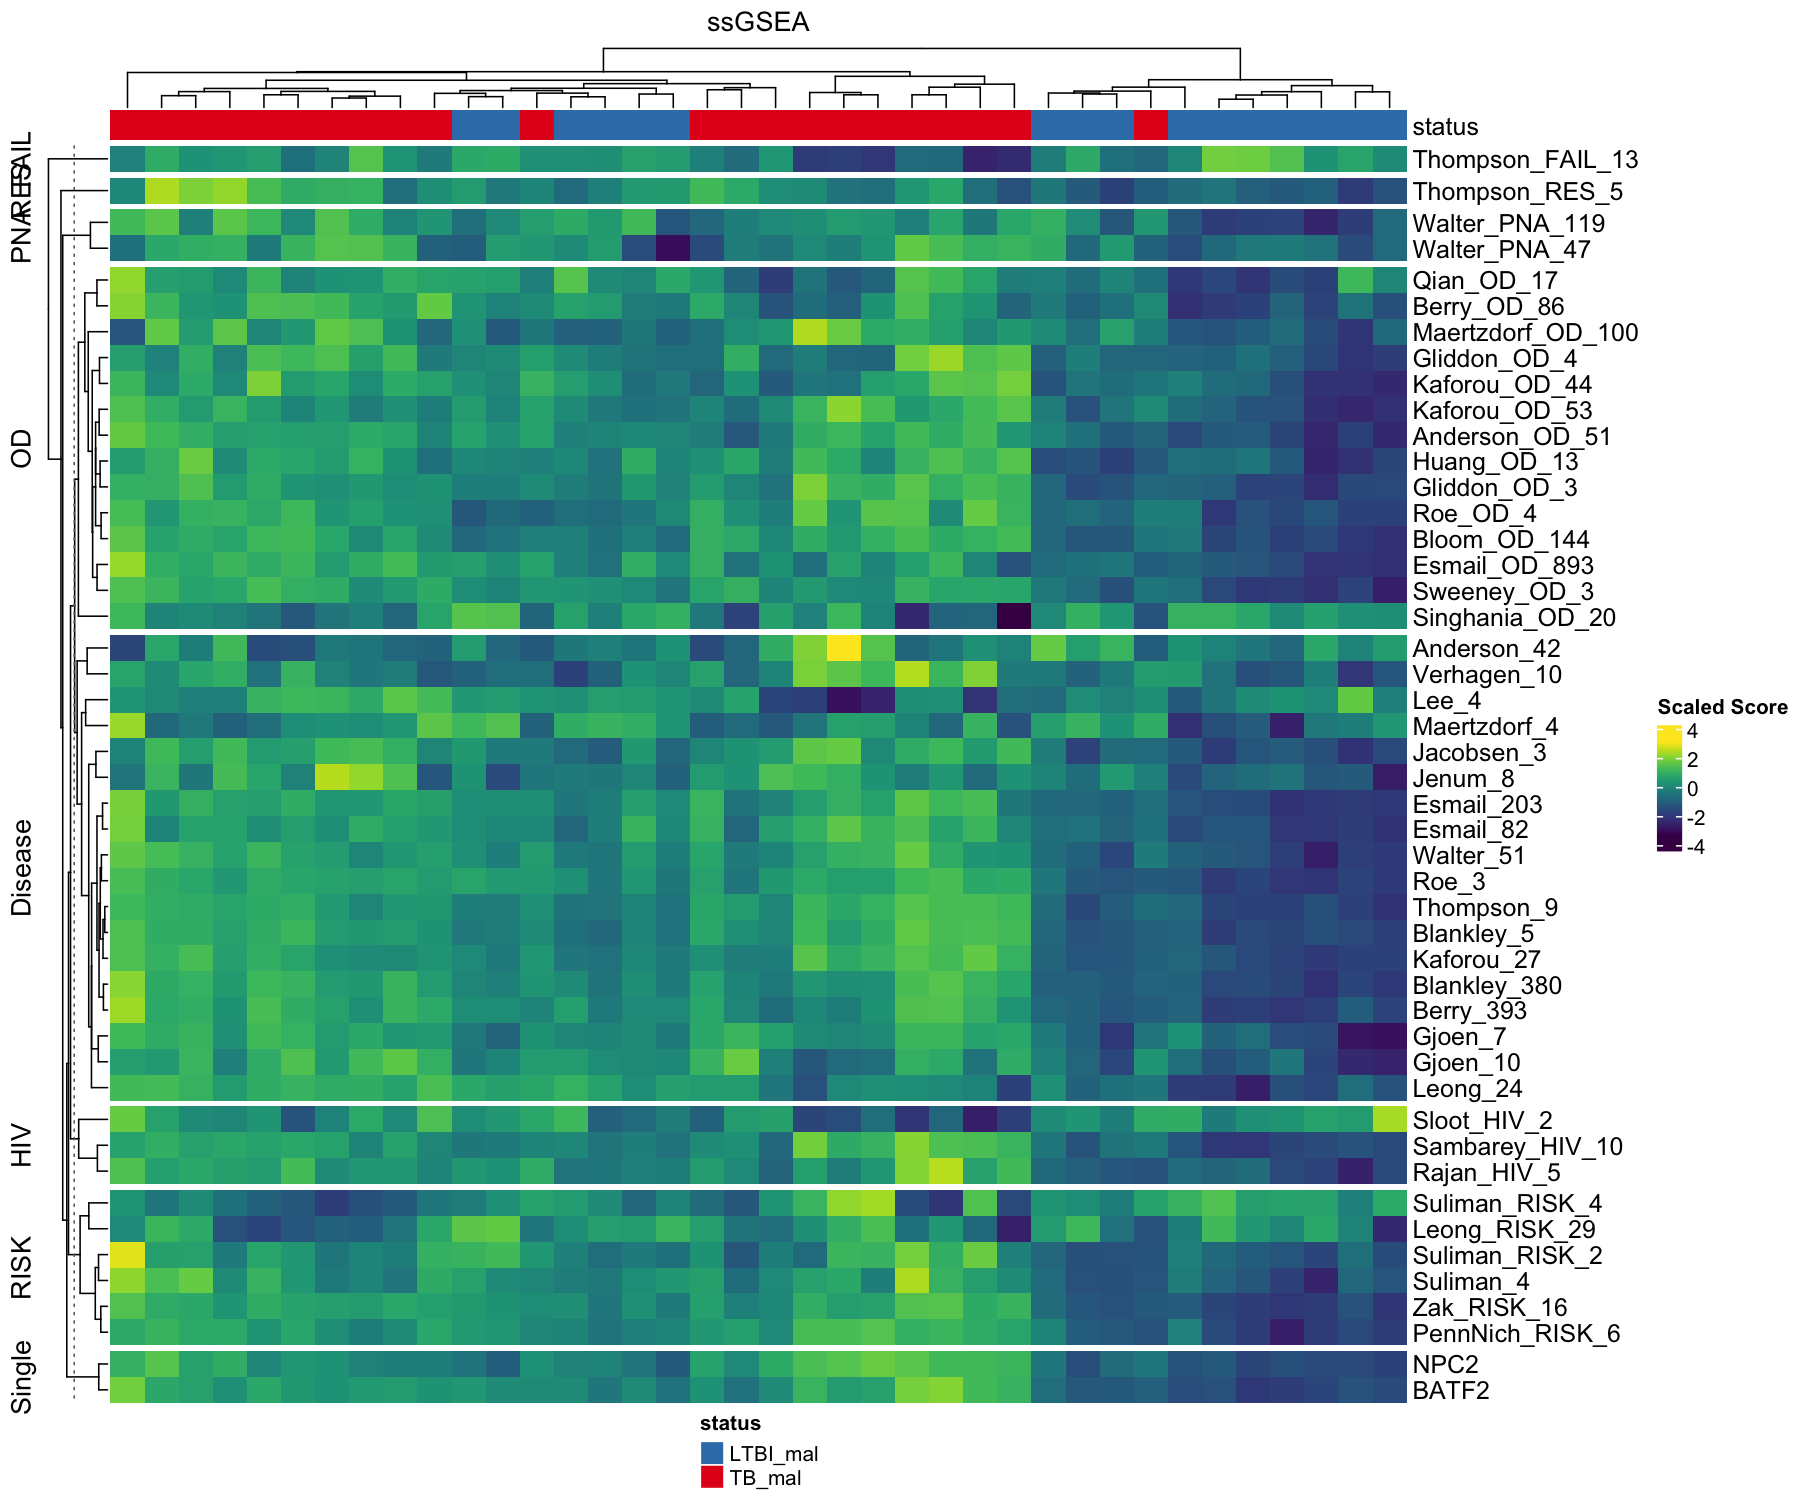 ssGSEA
status
FAIL
Thompson_FAIL_13
RES
Thompson_RES_5
PNA
Walter_PNA_119
Walter_PNA_47
OD
Qian_OD_17
Berry_OD_86
Maertzdorf_OD_100
Gliddon_OD_4
Kaforou_OD_44
Kaforou_OD_53
Anderson_OD_51
Huang_OD_13
Gliddon_OD_3
Roe_OD_4
Bloom_OD_144
Esmail_OD_893
Sweeney_OD_3
Singhania_OD_20
Disease
Anderson_42
Verhagen_10
Lee_4
Maertzdorf_4
Jacobsen_3
Jenum_8
Esmail_203
Esmail_82
Walter_51
Roe_3
Thompson_9
Blankley_5
Kaforou_27
Blankley_380
Berry_393
Gjoen_7
Gjoen_10
Leong_24
HIV
Sloot_HIV_2
Sambarey_HIV_10
Rajan_HIV_5
RISK
Suliman_RISK_4
Leong_RISK_29
Suliman_RISK_2
Suliman_4
Zak_RISK_16
PennNich_RISK_6
Single
NPC2
BATF2
Scaled Score
4
2
0
-2
-4
status
LTBI_mal
TB_mal